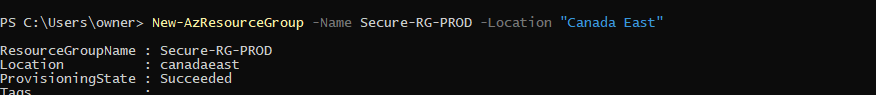 PS C:\Users\owner> New-AzResourceGroup -Name Secure-RG-PROD -Location "Canada East"
ResourceGroupName : Secure-RG-PROD
Location          : canadaeast
ProvisioningState : Succeeded
Tags              :